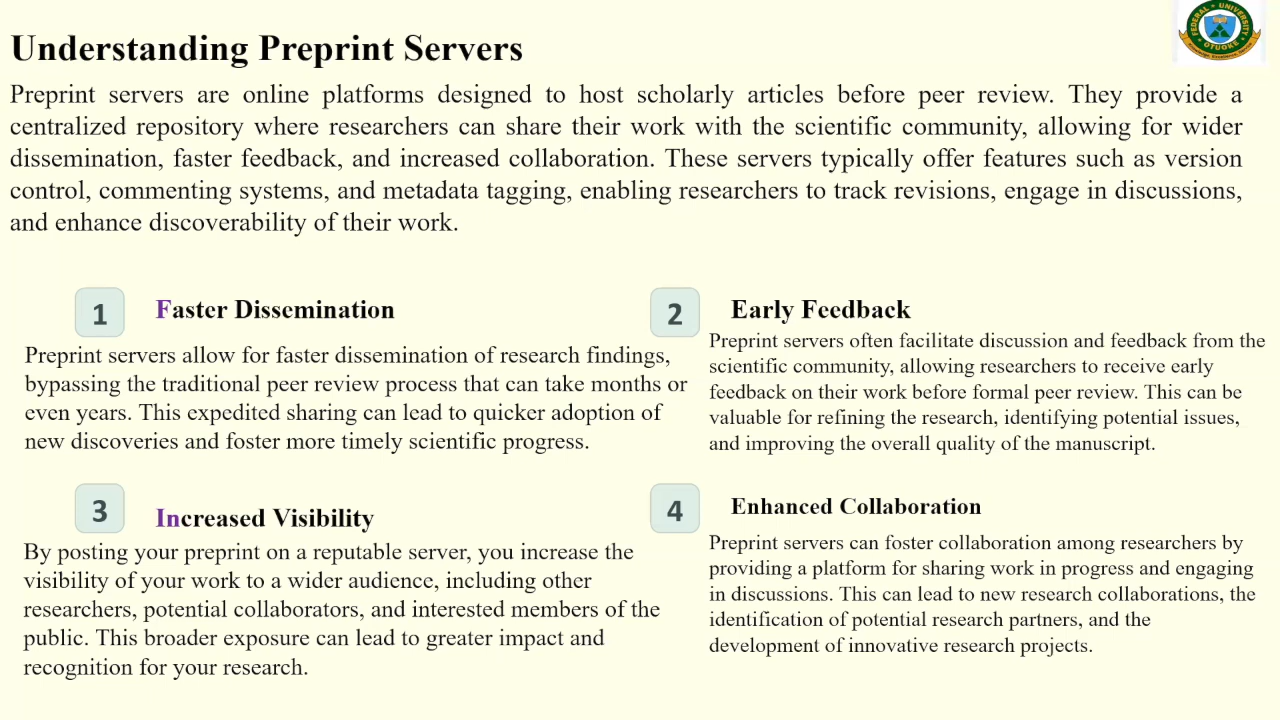 Understanding Preprint Servers
FEDERAL UNIVERSITY
OTUOKE
Preprint servers are online platforms designed to host scholarly articles before peer review. They provide a
centralized repository where researchers can share their work with the scientific community, allowing for wider
dissemination, faster feedback, and increased collaboration. These servers typically offer features such as version
control, commenting systems, and metadata tagging, enabling researchers to track revisions, engage in discussions,
and enhance discoverability of their work.
1
Faster Dissemination
Preprint servers allow for faster dissemination of research findings,
bypassing the traditional peer review process that can take months or
even years. This expedited sharing can lead to quicker adoption of
new discoveries and foster more timely scientific progress.
2
Early Feedback
Preprint servers often facilitate discussion and feedback from the
scientific community, allowing researchers to receive early
feedback on their work before formal peer review. This can be
valuable for refining the research, identifying potential issues,
and improving the overall quality of the manuscript.
3
Increased Visibility
By posting your preprint on a reputable server, you increase the
visibility of your work to a wider audience, including other
researchers, potential collaborators, and interested members of the
public. This broader exposure can lead to greater impact and
recognition for your research.
4
Enhanced Collaboration
Preprint servers can foster collaboration among researchers by
providing a platform for sharing work in progress and engaging
in discussions. This can lead to new research collaborations, the
identification of potential research partners, and the
development of innovative research projects.